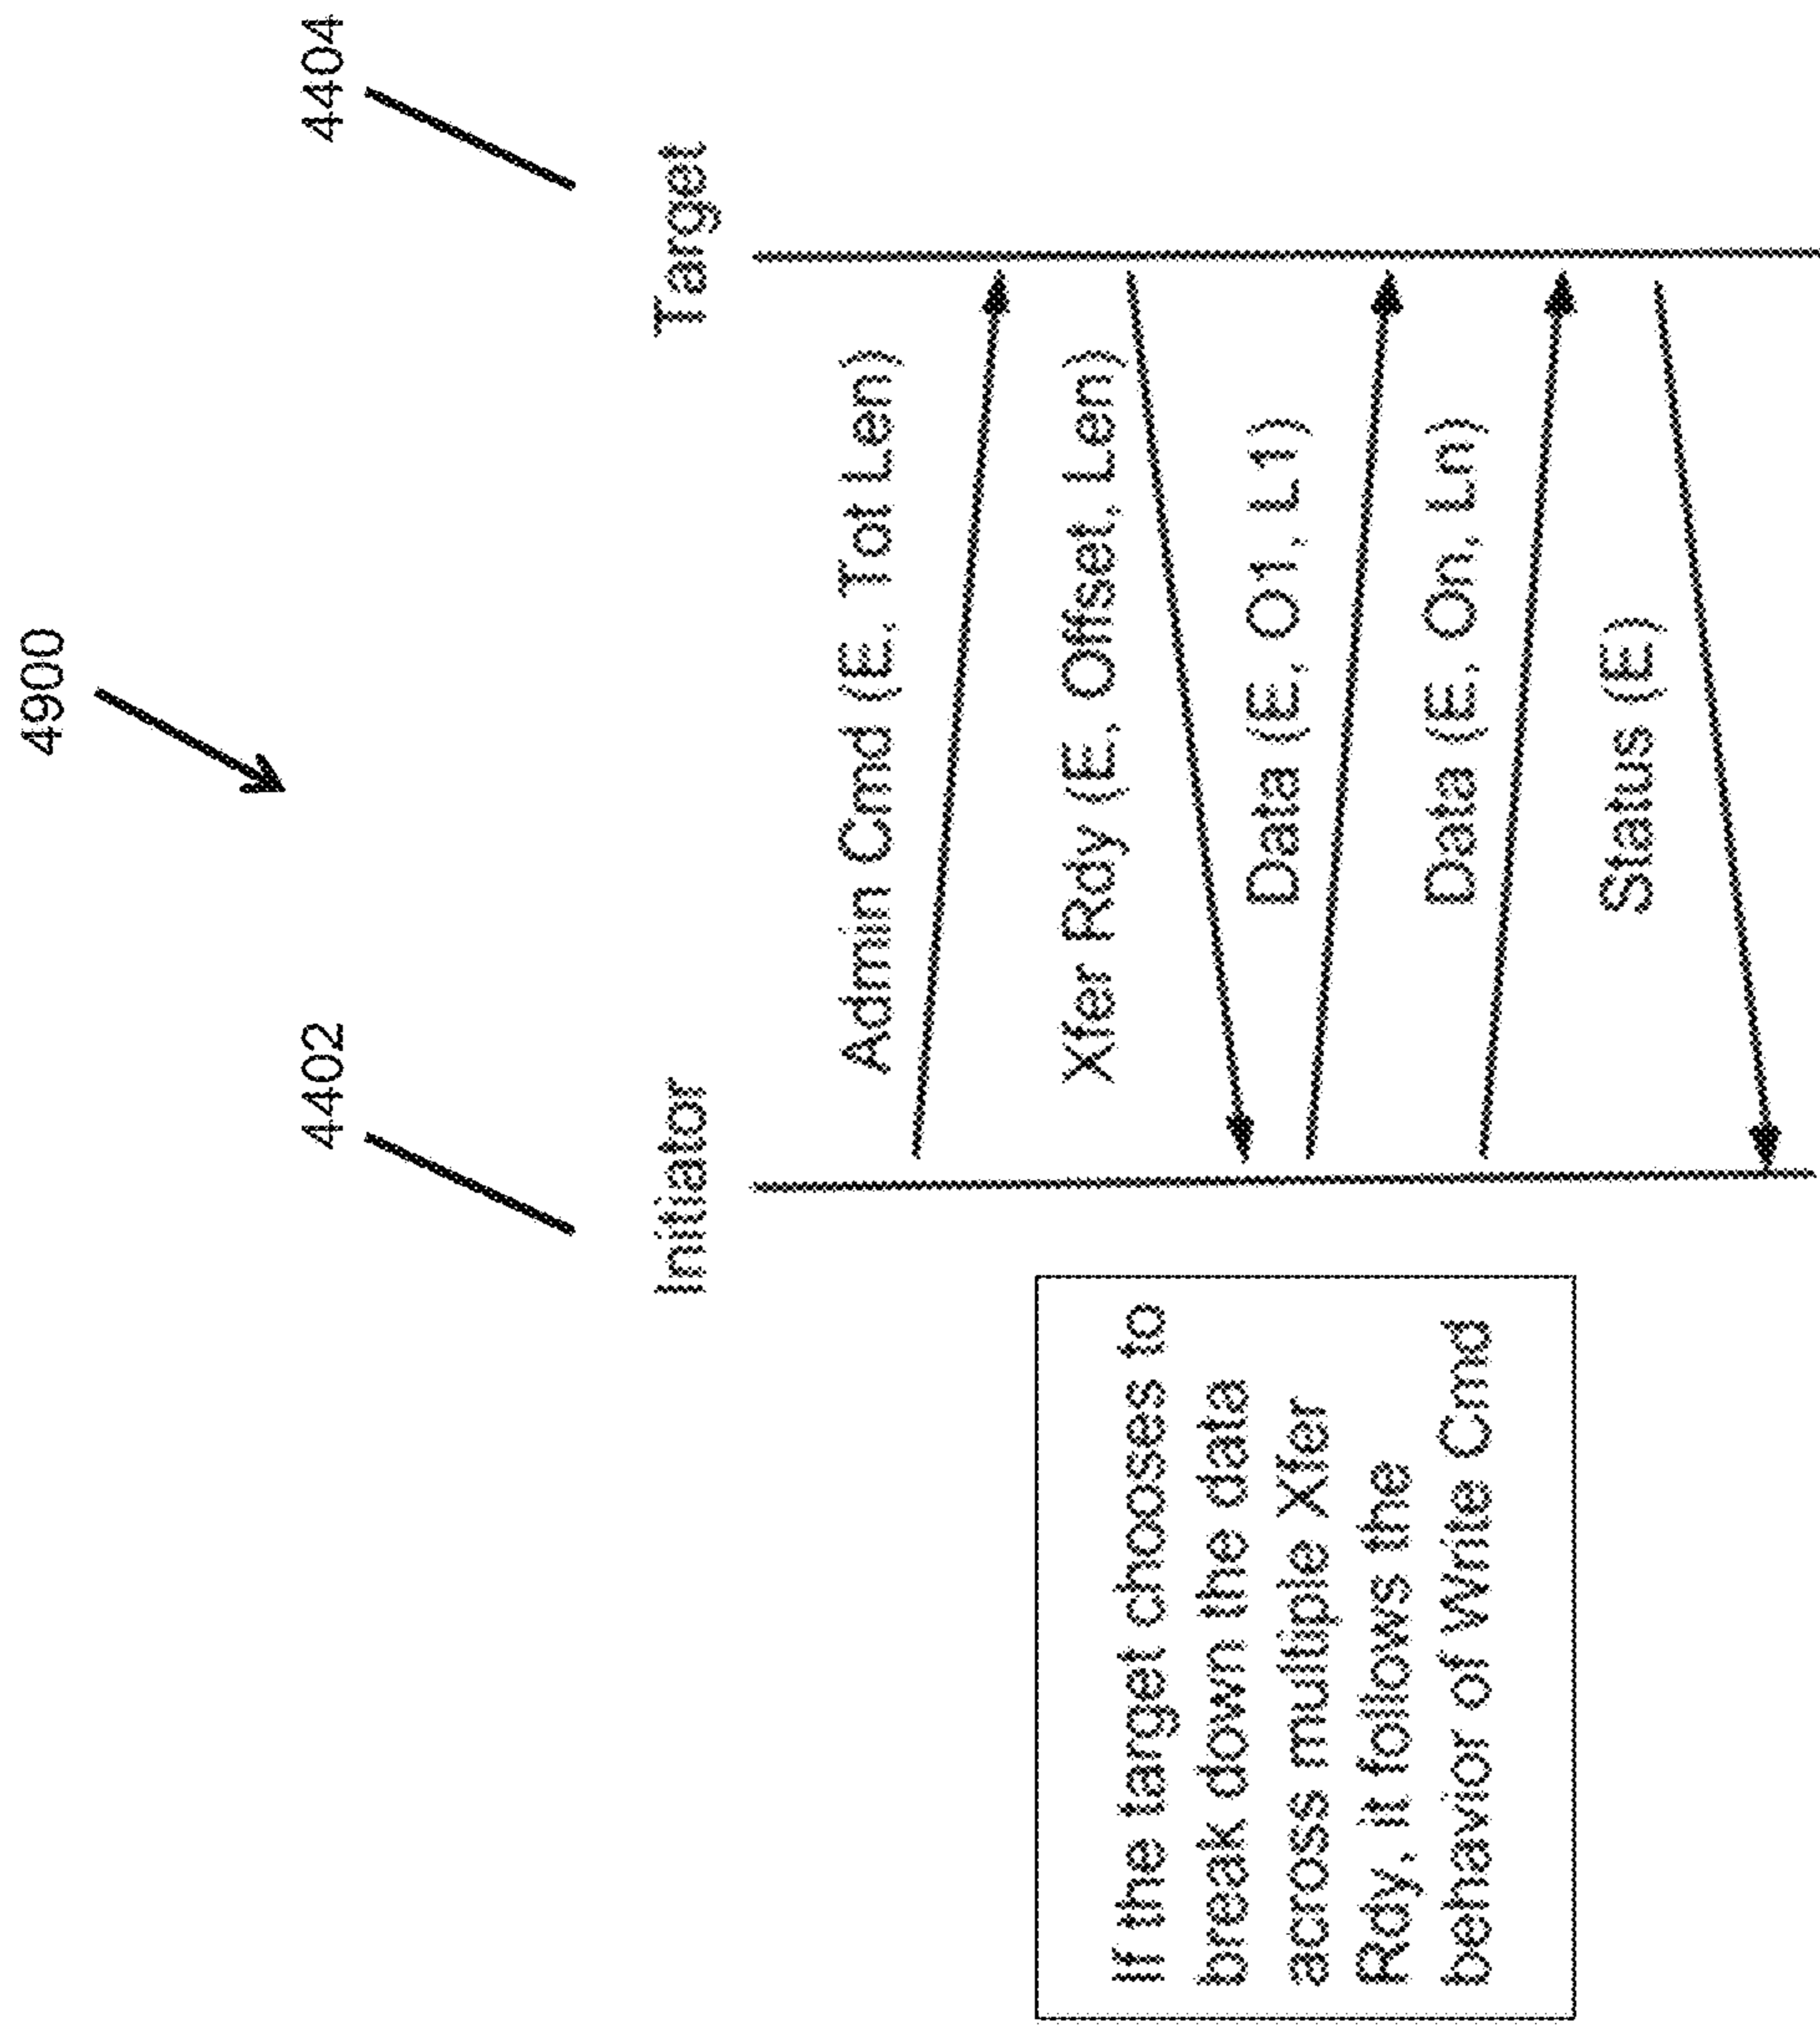 4900
4402
4404
Initiator
Target
Admin Cmd (E, Tot Len)
Xfer Rdy (E, Offset, Len)
Data (E, O1, L1)
Data (E, On, Ln)
Status (E)
If the target chooses to
break down the data
across multiple Xfer
Rdy, it follows the
behavior of Write Cmd